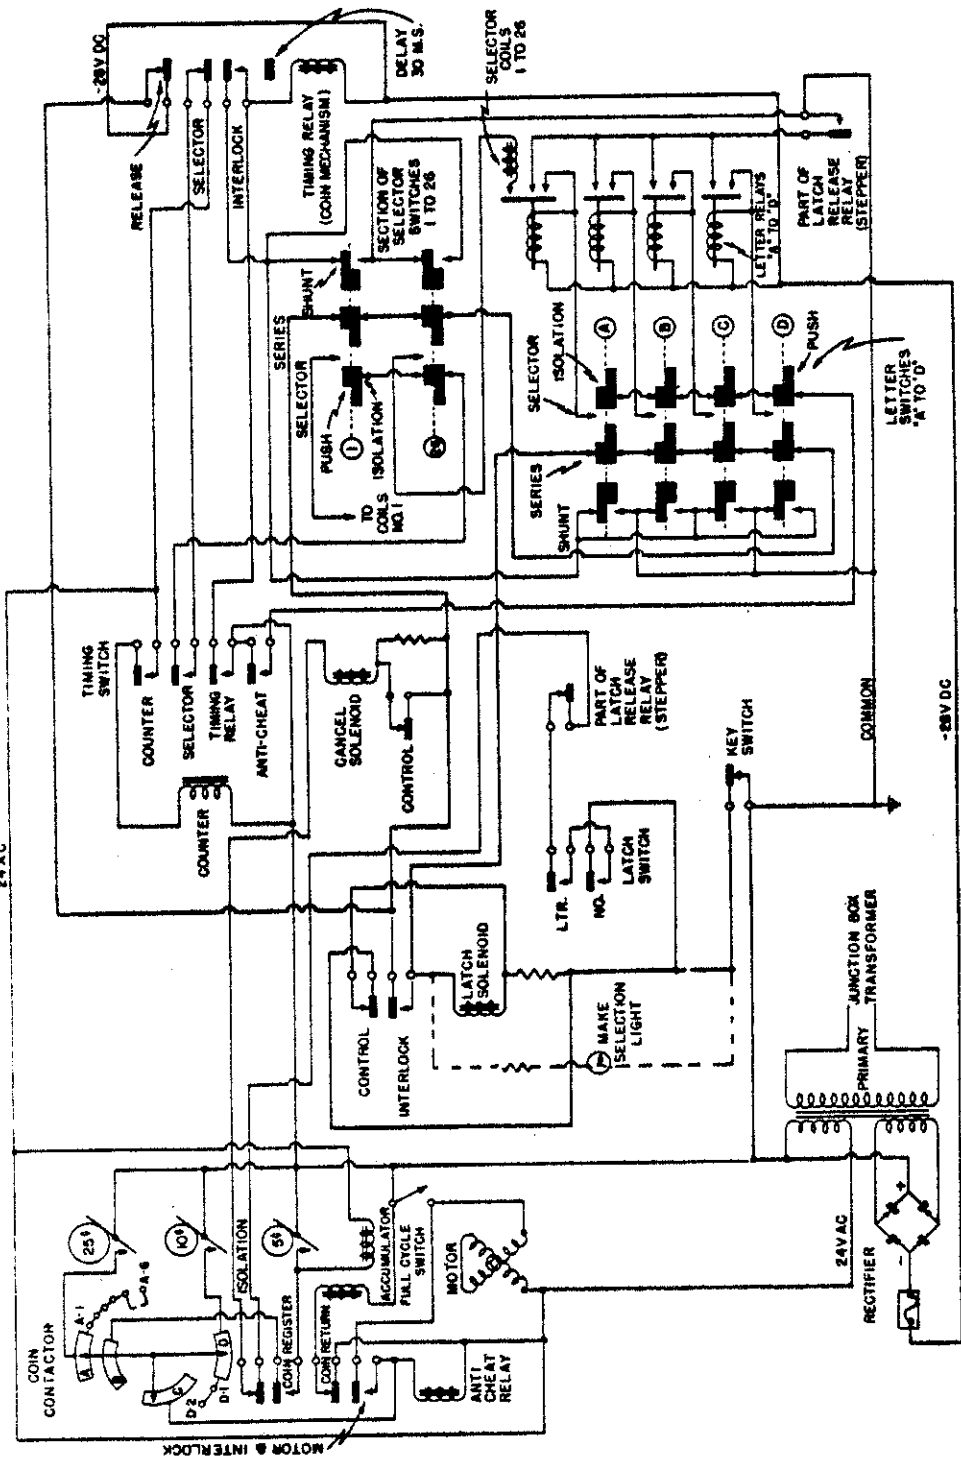 24 AC
-28V DC
RELEASE
SELECTOR
INTERLOCK
TIMING RELAY
(COIN MECHANISM)
DELAY
30 M.S.
SELECTOR
COILS
1 TO 26
SECTION OF
SELECTOR
SWITCHES
1 TO 26
SHUNT
SERIES
SELECTOR
PUSH
ISOLATION
1
26
TO
COILS
NO. 1
LETTER RELAYS
"A" TO "D"
PART OF
LATCH
RELEASE
RELAY
(STEPPER)
SELECTOR
ISOLATION
A
B
C
D
PUSH
SERIES
SHUNT
LETTER
SWITCHES
"A" TO "D"
TIMING
SWITCH
COUNTER
SELECTOR
TIMING
RELAY
ANTI-CHEAT
COUNTER
CANCEL
SOLENOID
CONTROL
PART OF
LATCH
RELEASE
RELAY
(STEPPER)
LTR.
NO.
LATCH
SWITCH
KEY
SWITCH
COMMON
-28V DC
CONTROL
INTERLOCK
LATCH
SOLENOID
MAKE
SELECTION
LIGHT
COIN
CONTACTOR
25¢
10¢
5¢
A-1
A-6
A
B
C
D
D-1
D-2
ISOLATION
COIN REGISTER
COIN RETURN
MOTOR & INTERLOCK
ACCUMULATOR
FULL CYCLE
SWITCH
ANTI
CHEAT
RELAY
MOTOR
24V AC
RECTIFIER
+
-
PRIMARY
JUNCTION BOX
TRANSFORMER